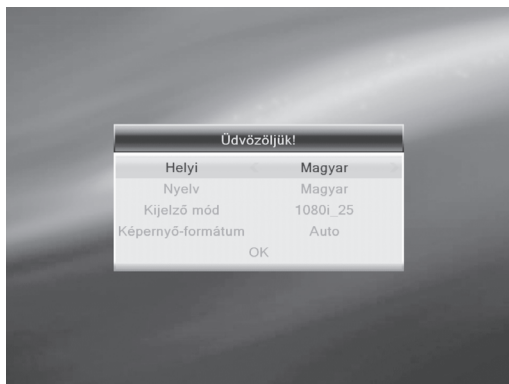 Üdvözöljük!
Helyi < Magyar >
Nyelv Magyar
Kijelző mód 1080i_25
Képernyő-formátum Auto
OK